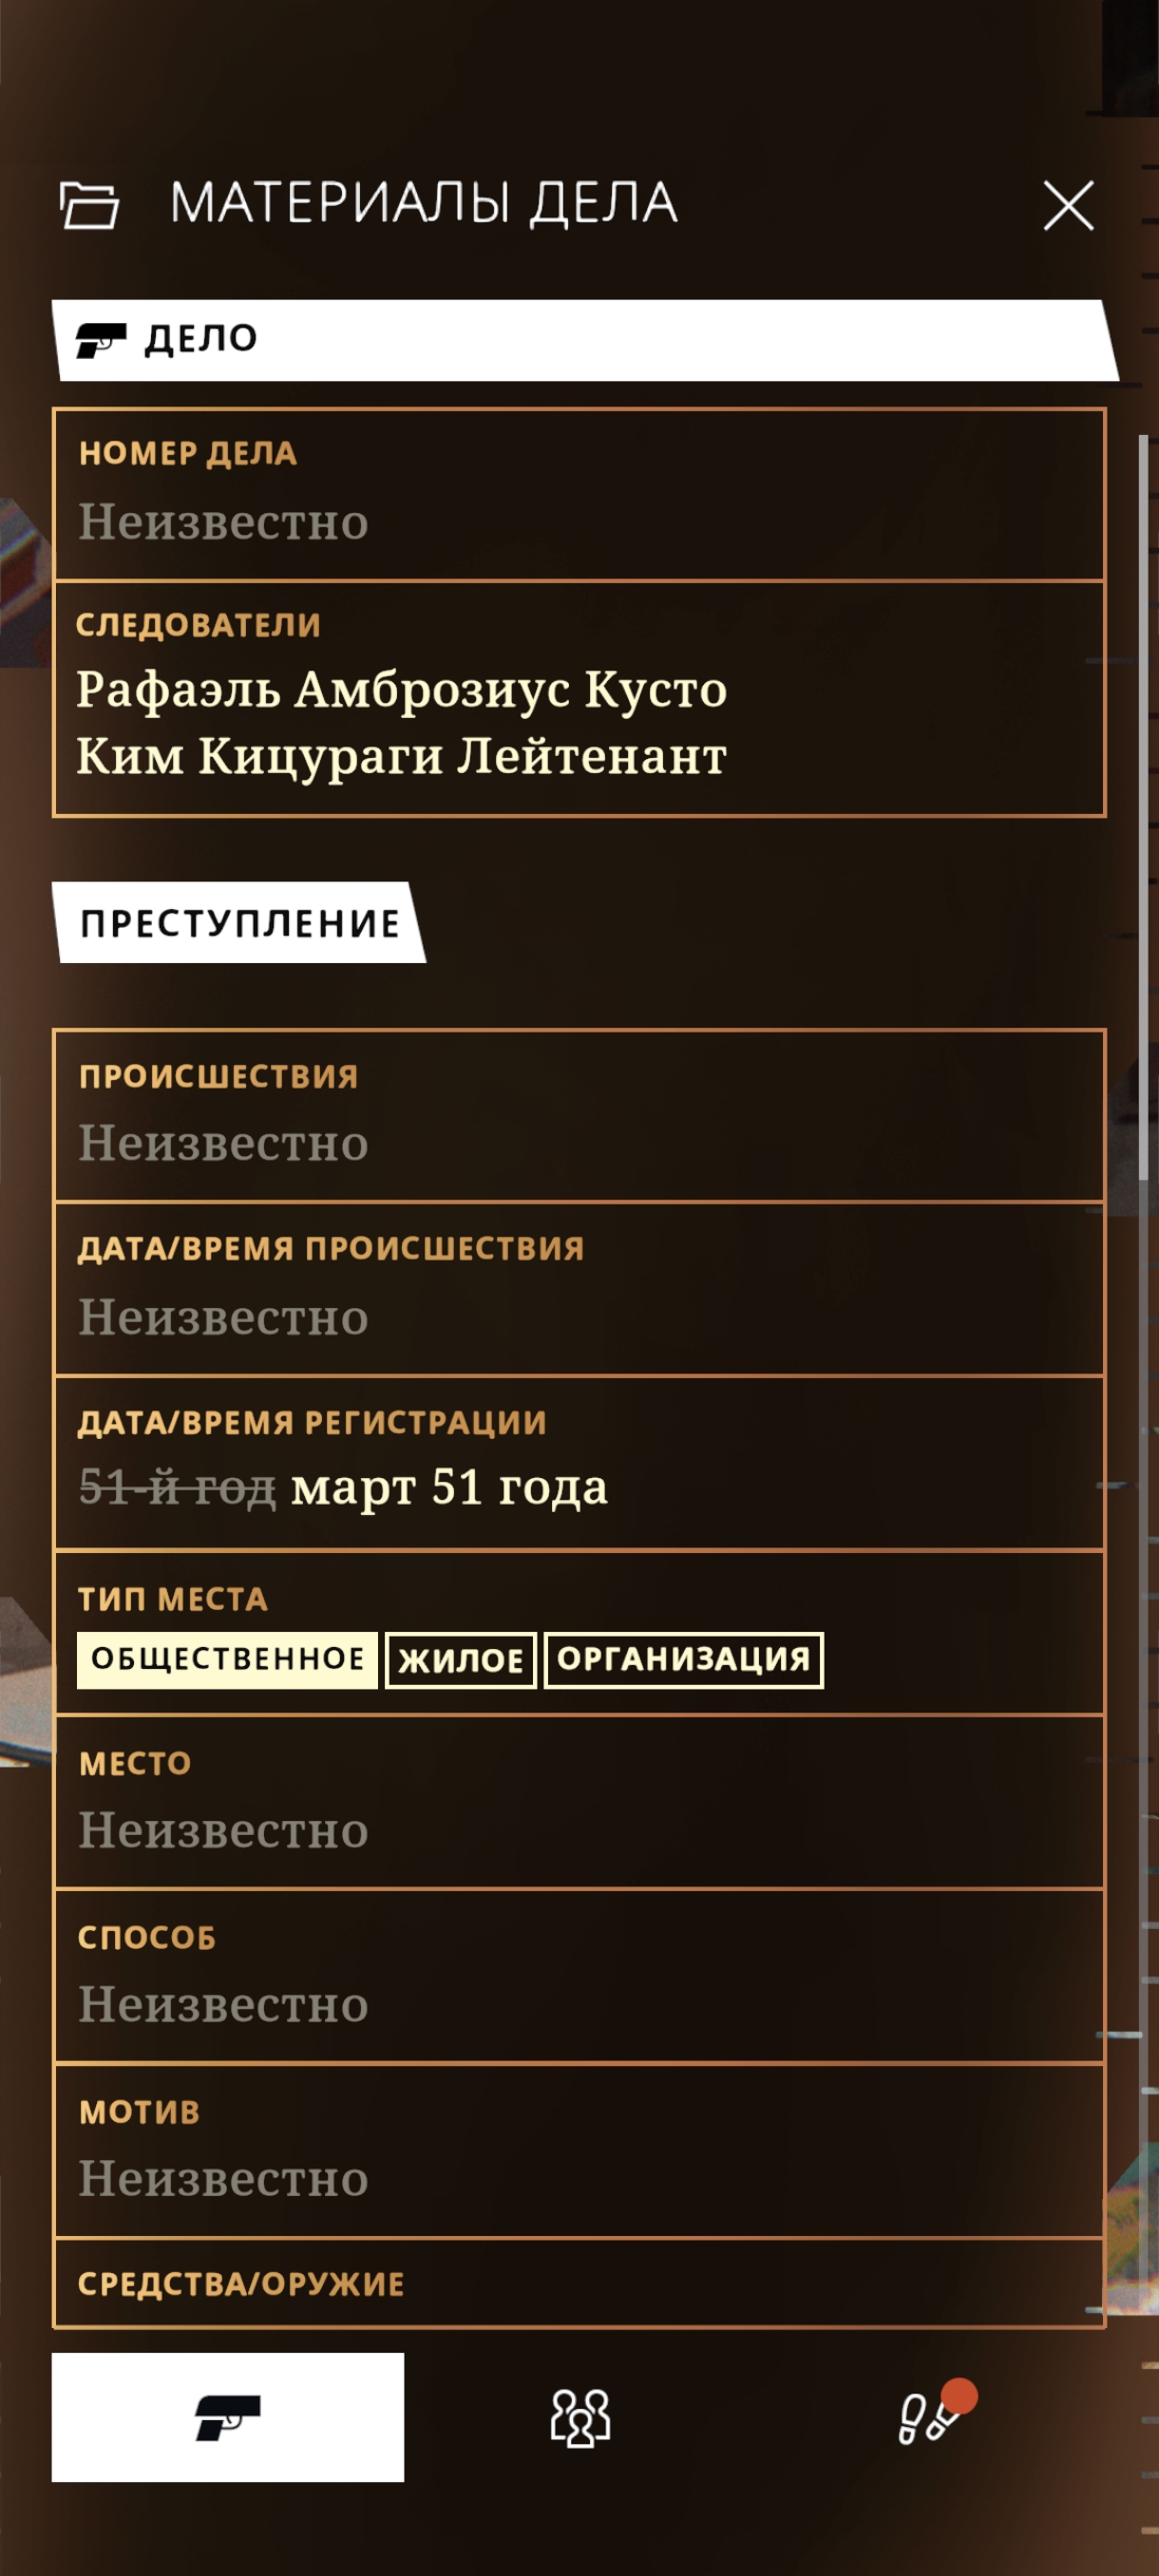 МАТЕРИАЛЫ ДЕЛА
ДЕЛО
НОМЕР ДЕЛА
Неизвестно
СЛЕДОВАТЕЛИ
Рафаэль Амброзиус Кусто
Ким Кицураги Лейтенант
ПРЕСТУПЛЕНИЕ
ПРОИСШЕСТВИЯ
Неизвестно
ДАТА/ВРЕМЯ ПРОИСШЕСТВИЯ
Неизвестно
ДАТА/ВРЕМЯ РЕГИСТРАЦИИ
51-й год март 51 года
ТИП МЕСТА
ОБЩЕСТВЕННОЕ ЖИЛОЕ ОРГАНИЗАЦИЯ
МЕСТО
Неизвестно
СПОСОБ
Неизвестно
МОТИВ
Неизвестно
СРЕДСТВА/ОРУЖИЕ